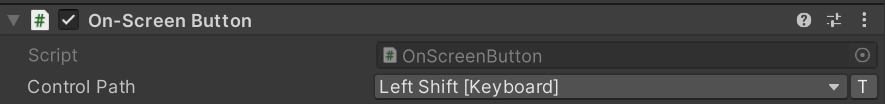 On-Screen Button
Script OnScreenButton
Control Path Left Shift [Keyboard] T